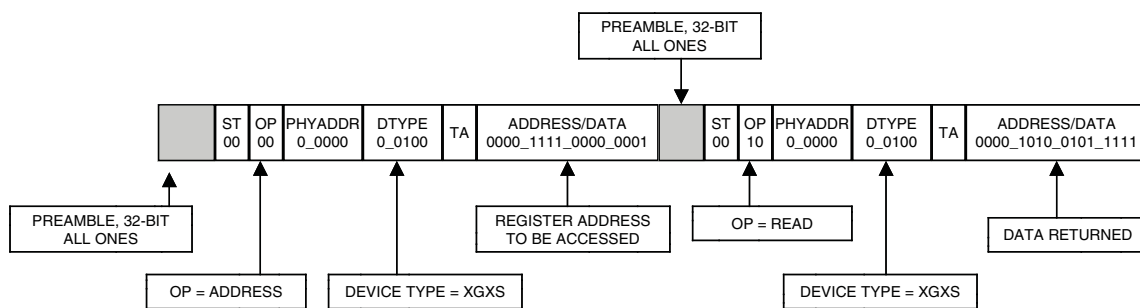 PREAMBLE, 32-BIT
ALL ONES
ST
00
OP
00
PHYADDR
0_0000
DTYPE
0_0100
TA
ADDRESS/DATA
0000_1111_0000_0001
ST
00
OP
10
PHYADDR
0_0000
DTYPE
0_0100
TA
ADDRESS/DATA
0000_1010_0101_1111
PREAMBLE, 32-BIT
ALL ONES
REGISTER ADDRESS
TO BE ACCESSED
OP = READ
DATA RETURNED
OP = ADDRESS
DEVICE TYPE = XGXS
DEVICE TYPE = XGXS